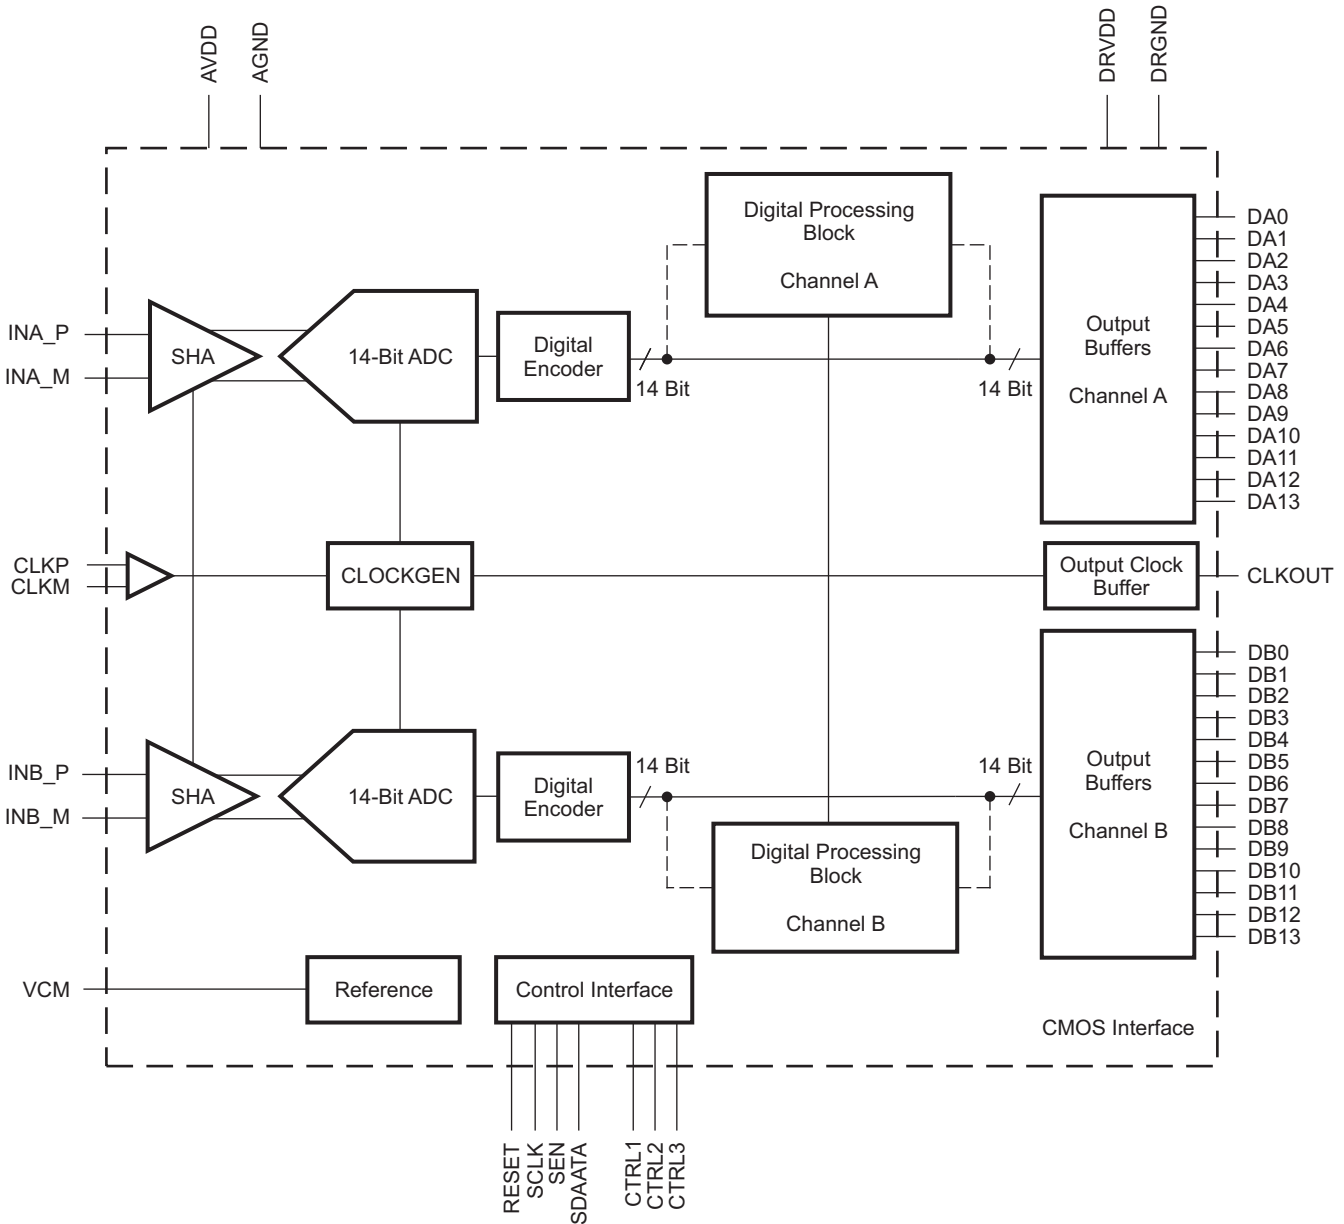 AVDD
AGND
DRVDD
DRGND
Digital Processing
Block
Channel A
INA_P
INA_M
SHA
14-Bit ADC
Digital
Encoder
14 Bit
14 Bit
Output
Buffers
Channel A
DA0
DA1
DA2
DA3
DA4
DA5
DA6
DA7
DA8
DA9
DA10
DA11
DA12
DA13
CLKP
CLKM
CLOCKGEN
Output Clock
Buffer
CLKOUT
INB_P
INB_M
SHA
14-Bit ADC
Digital
Encoder
14 Bit
14 Bit
Digital Processing
Block
Channel B
Output
Buffers
Channel B
DB0
DB1
DB2
DB3
DB4
DB5
DB6
DB7
DB8
DB9
DB10
DB11
DB12
DB13
VCM
Reference
Control Interface
CMOS Interface
RESET
SCLK
SEN
SDAATA
CTRL1
CTRL2
CTRL3